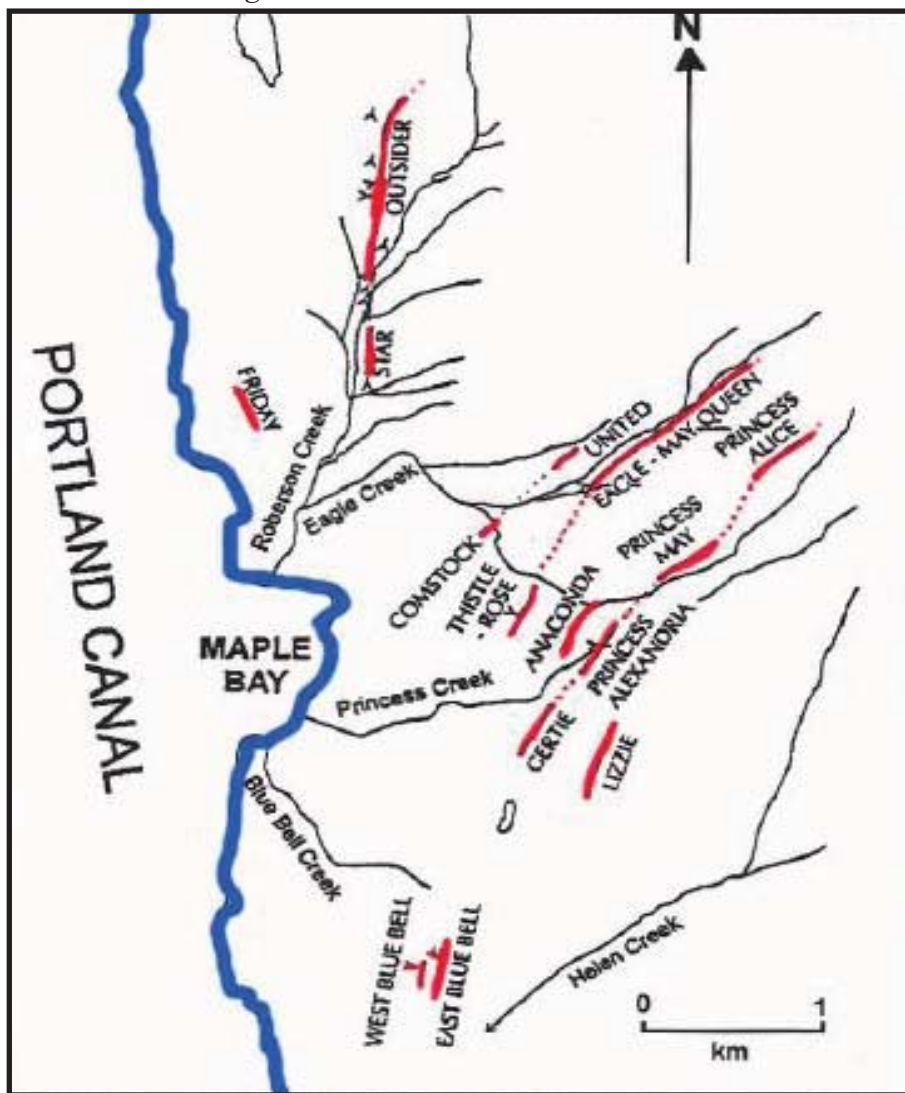 N
OUTSIDER
STAR
FRIDAY
PORTLAND CANAL
Roberson Creek
Eagle Creek
UNITED
EAGLE - MAY-QUEEN
PRINCESS
ALICE
PRINCESS
MAY
COMSTOCK
THISTLE
- ROSE
ANACONDA
PRINCESS
ALEXANDRIA
MAPLE
BAY
Princess Creek
GERTIE
LIZZIE
Blue Bell Creek
WEST BLUE BELL
EAST BLUE BELL
Helen Creek
0 1
km